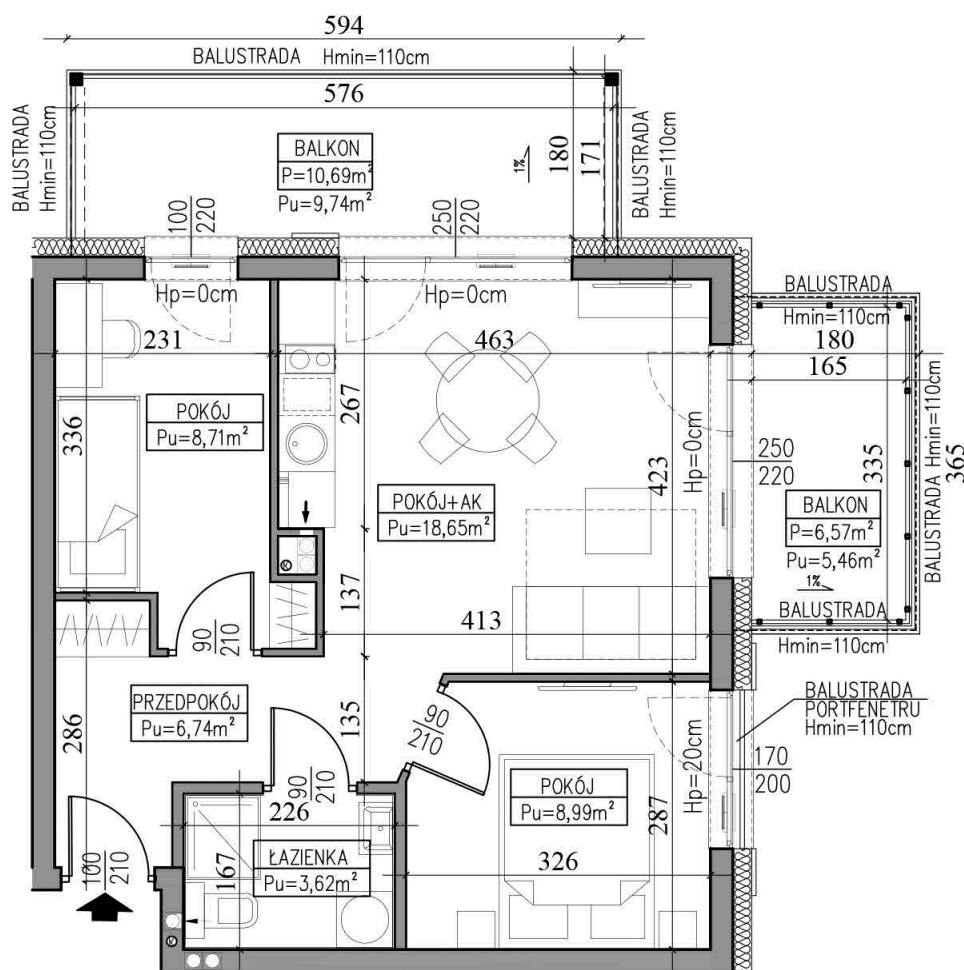 594
BALUSTRADA Hmin=110cm
576
BALUSTRADA
Hmin=110cm
BALKON
P=10,69m²
Pu=9,74m²
1%
180
171
BALUSTRADA
Hmin=110cm
100
220
250
220
Hp=0cm
Hp=0cm
BALUSTRADA
Hmin=110cm
231
463
180
165
336
POKÓJ
Pu=8,71m²
267
POKÓJ+AK
Pu=18,65m²
423
Hp=0cm
250
220
335
BALUSTRADA Hmin=110cm
365
BALKON
P=6,57m²
Pu=5,46m²
1%
BALUSTRADA
Hmin=110cm
K
137
413
90
210
PRZEDPOKÓJ
Pu=6,74m²
286
135
90
210
BALUSTRADA
PORTFENETRU
Hmin=110cm
90
210
POKÓJ
Pu=8,99m²
287
Hp=20cm
170
200
226
ŁAZIENKA
Pu=3,62m²
167
326
100
210
K